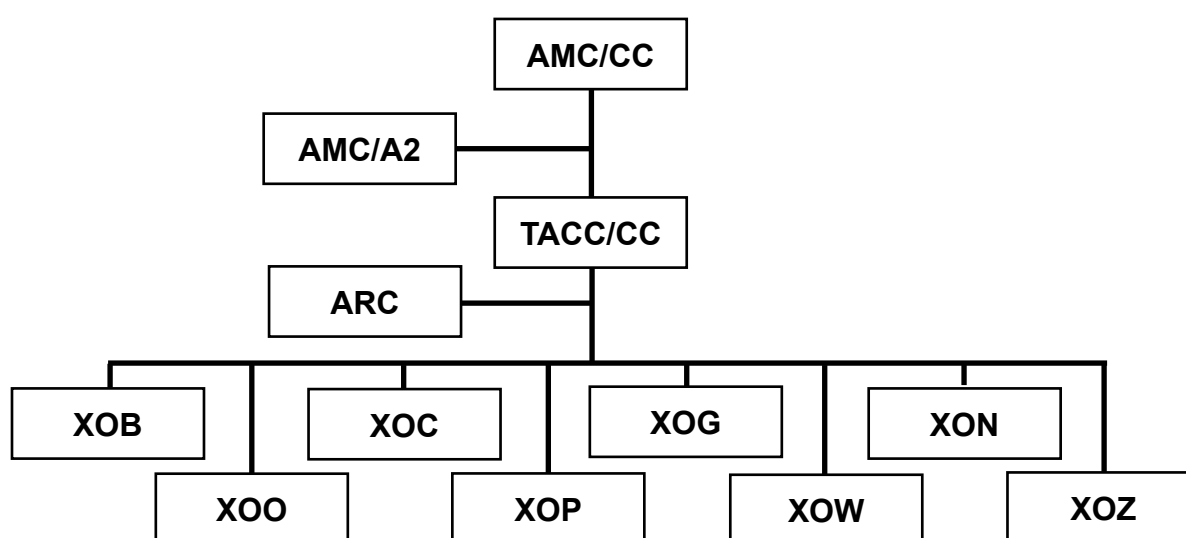 AMC/CC
AMC/A2
TACC/CC
ARC
XOB
XOC
XOG
XON
XOO
XOP
XOW
XOZ